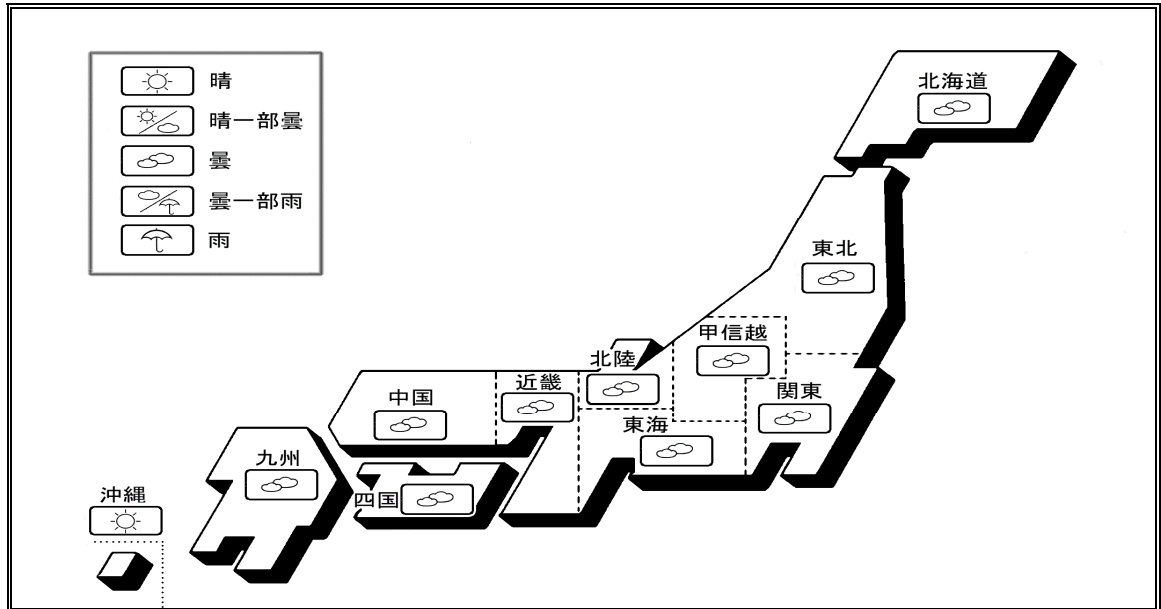 晴
晴一部曇
曇
曇一部雨
雨
北海道
東北
甲信越
北陸
近畿
中国
関東
東海
九州
四国
沖縄